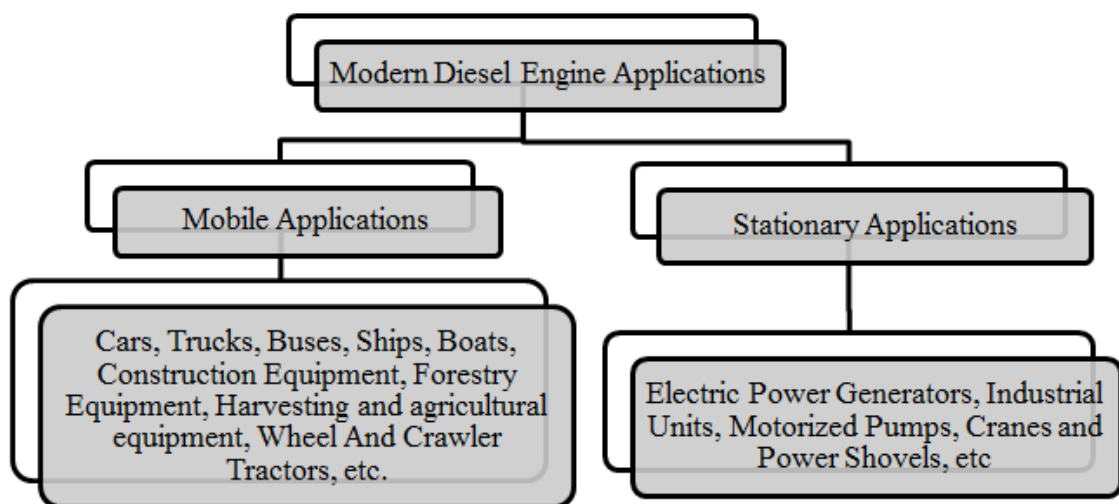 Modern Diesel Engine Applications
Mobile Applications
Stationary Applications
Cars, Trucks, Buses, Ships, Boats,
Construction Equipment, Forestry
Equipment, Harvesting and agricultural
equipment, Wheel And Crawler
Tractors, etc.
Electric Power Generators, Industrial
Units, Motorized Pumps, Cranes and
Power Shovels, etc